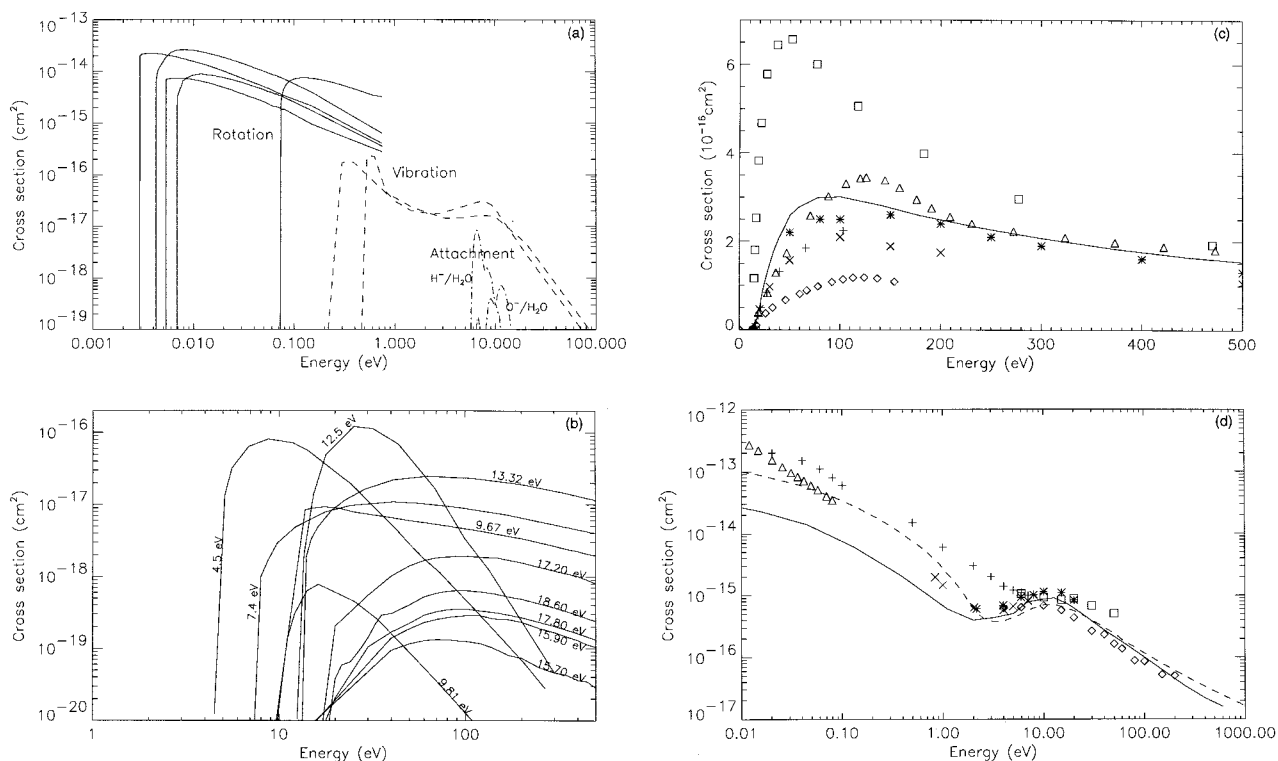 (a)
Cross section (cm²)
10⁻¹³
10⁻¹⁴
10⁻¹⁵
10⁻¹⁶
10⁻¹⁷
10⁻¹⁸
10⁻¹⁹
Rotation
Vibration
Attachment
H⁻/H₂O
O⁻/H₂O
0.001 0.010 0.100 1.000 10.000 100.000
Energy (eV)
(c)
Cross section (10⁻¹⁶cm²)
6
4
2
0
0 100 200 300 400 500
Energy (eV)
(b)
Cross section (cm²)
10⁻¹⁶
10⁻¹⁷
10⁻¹⁸
10⁻¹⁹
10⁻²⁰
4.5 eV
7.4 eV
12.5 eV
13.32 eV
9.67 eV
17.20 eV
18.60 eV
17.80 eV
15.90 eV
15.70 eV
9.81 eV
1 10 100
Energy (eV)
(d)
Cross section (cm²)
10⁻¹²
10⁻¹³
10⁻¹⁴
10⁻¹⁵
10⁻¹⁶
10⁻¹⁷
0.01 0.10 1.00 10.00 100.00 1000.00
Energy (eV)